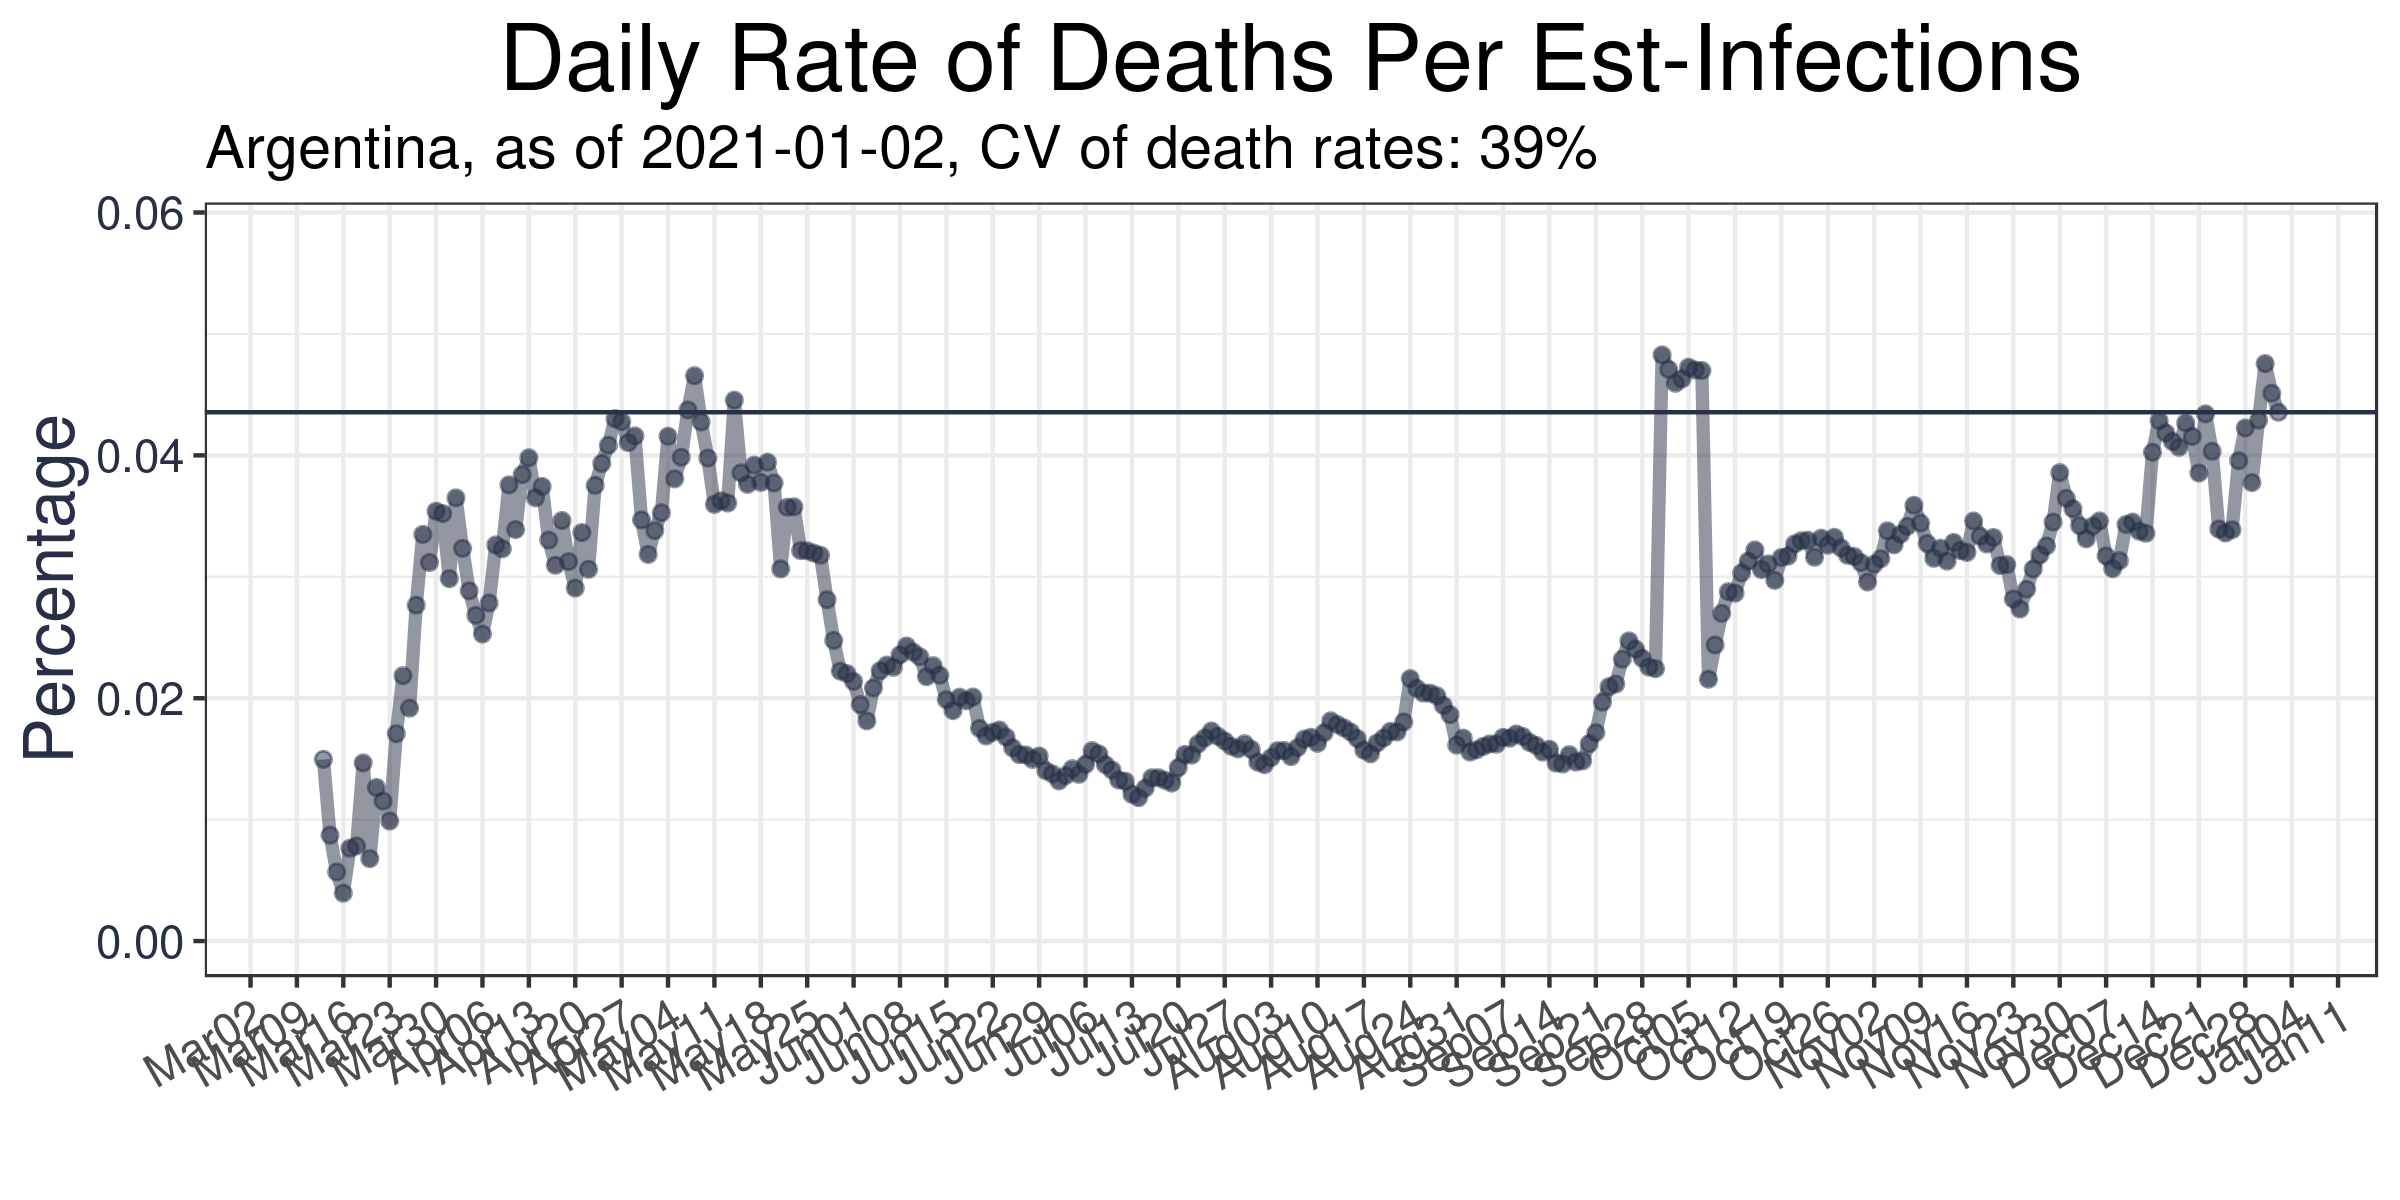 Daily Rate of Deaths Per Est-Infections
Argentina, as of 2021-01-02, CV of death rates: 39%
Percentage
0.06
0.04
0.02
0.00
Mar02
Mar09
Mar16
Mar23
Mar30
Apr06
Apr13
Apr20
Apr27
May04
May11
May18
May25
Jun01
Jun08
Jun15
Jun22
Jun29
Jul06
Jul13
Jul20
Jul27
Aug03
Aug10
Aug17
Aug24
Aug31
Sep07
Sep14
Sep21
Sep28
Oct05
Oct12
Oct19
Oct26
Nov02
Nov09
Nov16
Nov23
Nov30
Dec07
Dec14
Dec21
Dec28
Jan04
Jan11